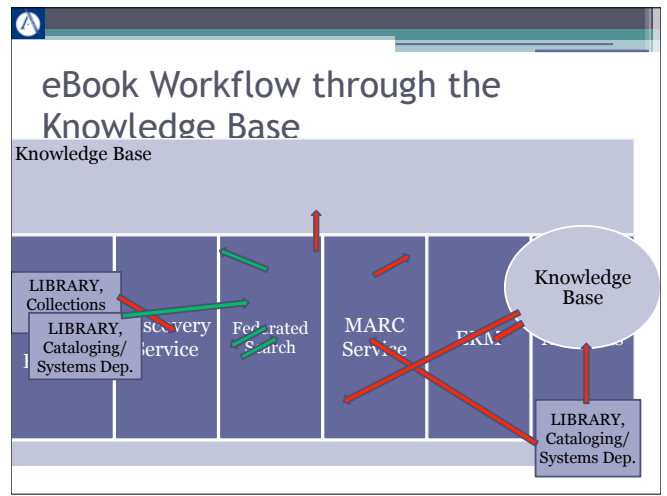 eBook Workflow through the
Knowledge Base
Knowledge Base
LIBRARY,
Collections
LIBRARY,
Cataloging/
Systems Dep.
Service
Federated
Search
MARC
Service
ERM
Knowledge
Base
LIBRARY,
Cataloging/
Systems Dep.